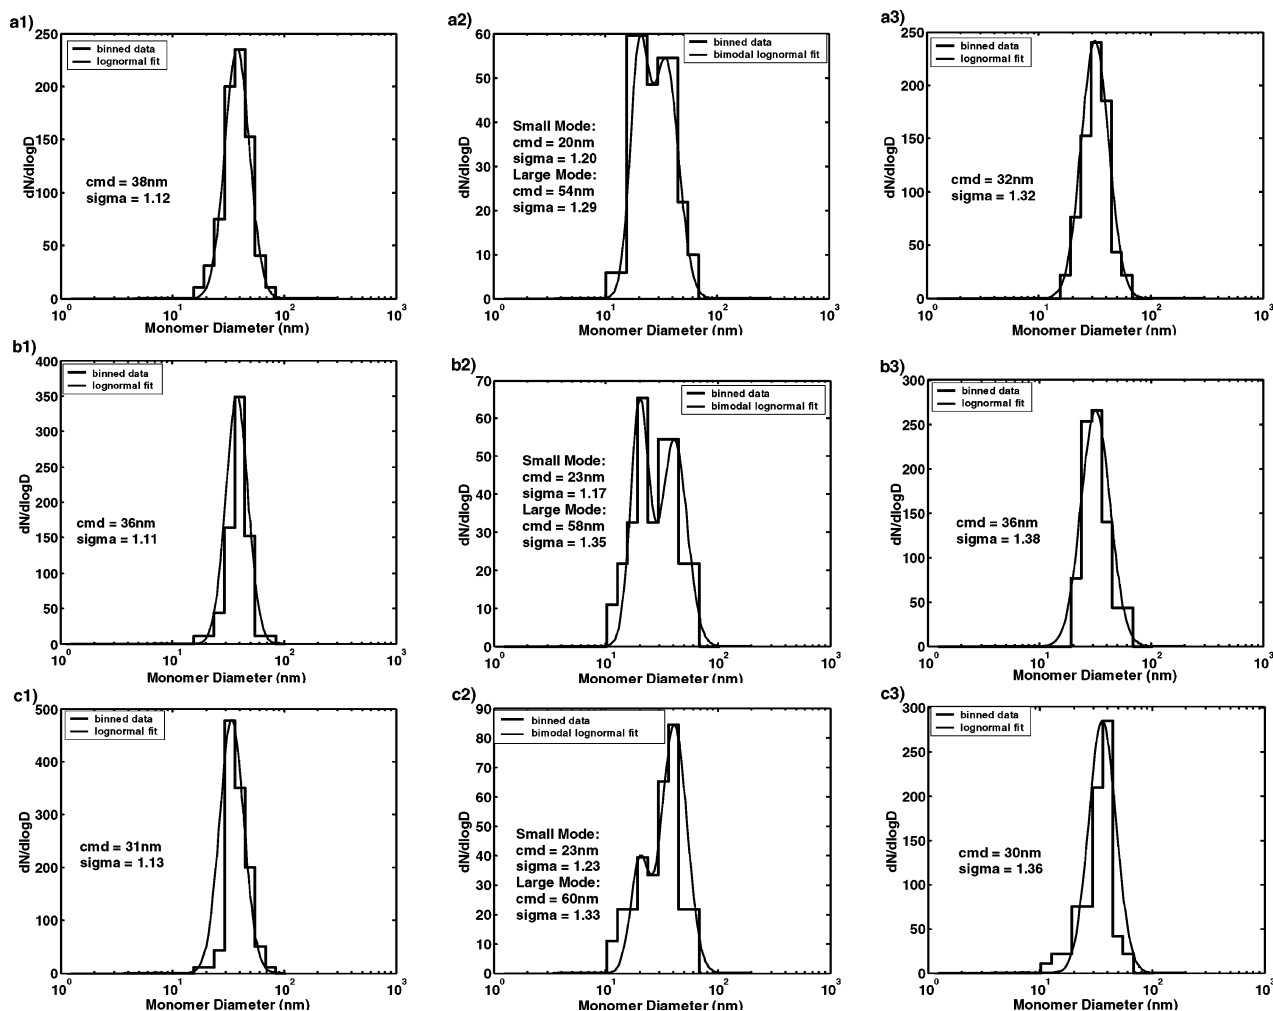 a1)
250
200
150
100
50
0
dN/dlogD
binned data
lognormal fit
cmd = 38nm
sigma = 1.12
10^0 10^1 10^2 10^3
Monomer Diameter (nm)
a2)
60
50
40
30
20
10
0
dN/dlogD
binned data
bimodal lognormal fit
Small Mode:
cmd = 20nm
sigma = 1.20
Large Mode:
cmd = 54nm
sigma = 1.29
10^0 10^1 10^2 10^3
Monomer Diameter (nm)
a3)
250
200
150
100
50
0
dN/dlogD
binned data
lognormal fit
cmd = 32nm
sigma = 1.32
10^0 10^1 10^2 10^3
Monomer Diameter (nm)
b1)
400
350
300
250
200
150
100
50
0
dN/dlogD
binned data
lognormal fit
cmd = 36nm
sigma = 1.11
10^0 10^1 10^2 10^3
Monomer Diameter (nm)
b2)
70
60
50
40
30
20
10
0
dN/dlogD
binned data
bimodal lognormal fit
Small Mode:
cmd = 23nm
sigma = 1.17
Large Mode:
cmd = 58nm
sigma = 1.35
10^0 10^1 10^2 10^3
Monomer Diameter (nm)
b3)
300
250
200
150
100
50
0
dN/dlogD
binned data
lognormal fit
cmd = 36nm
sigma = 1.38
10^0 10^1 10^2 10^3
Monomer Diameter (nm)
c1)
500
400
300
200
100
0
dN/dlogD
binned data
lognormal fit
cmd = 31nm
sigma = 1.13
10^0 10^1 10^2 10^3
Monomer Diameter (nm)
c2)
90
80
70
60
50
40
30
20
10
0
dN/dlogD
binned data
bimodal lognormal fit
Small Mode:
cmd = 23nm
sigma = 1.23
Large Mode:
cmd = 60nm
sigma = 1.33
10^0 10^1 10^2 10^3
Monomer Diameter (nm)
c3)
300
250
200
150
100
50
0
dN/dlogD
binned data
lognormal fit
cmd = 30nm
sigma = 1.36
10^0 10^1 10^2 10^3
Monomer Diameter (nm)